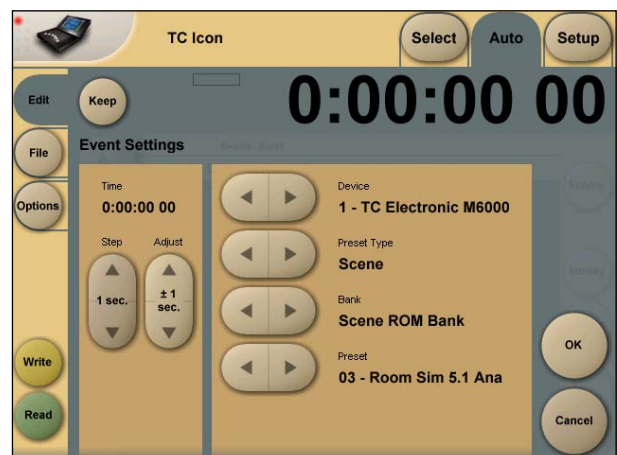 TC Icon
Select
Auto
Setup
Edit
Keep
0:00:00 00
File
Event Settings
Options
Time
0:00:00 00
Step
Adjust
1 sec.
± 1
sec.
Device
1 - TC Electronic M6000
Preset Type
Scene
Bank
Scene ROM Bank
Preset
03 - Room Sim 5.1 Ana
Modify
Write
Read
OK
Cancel